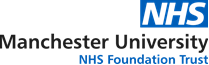 NHS
Manchester University
NHS Foundation Trust